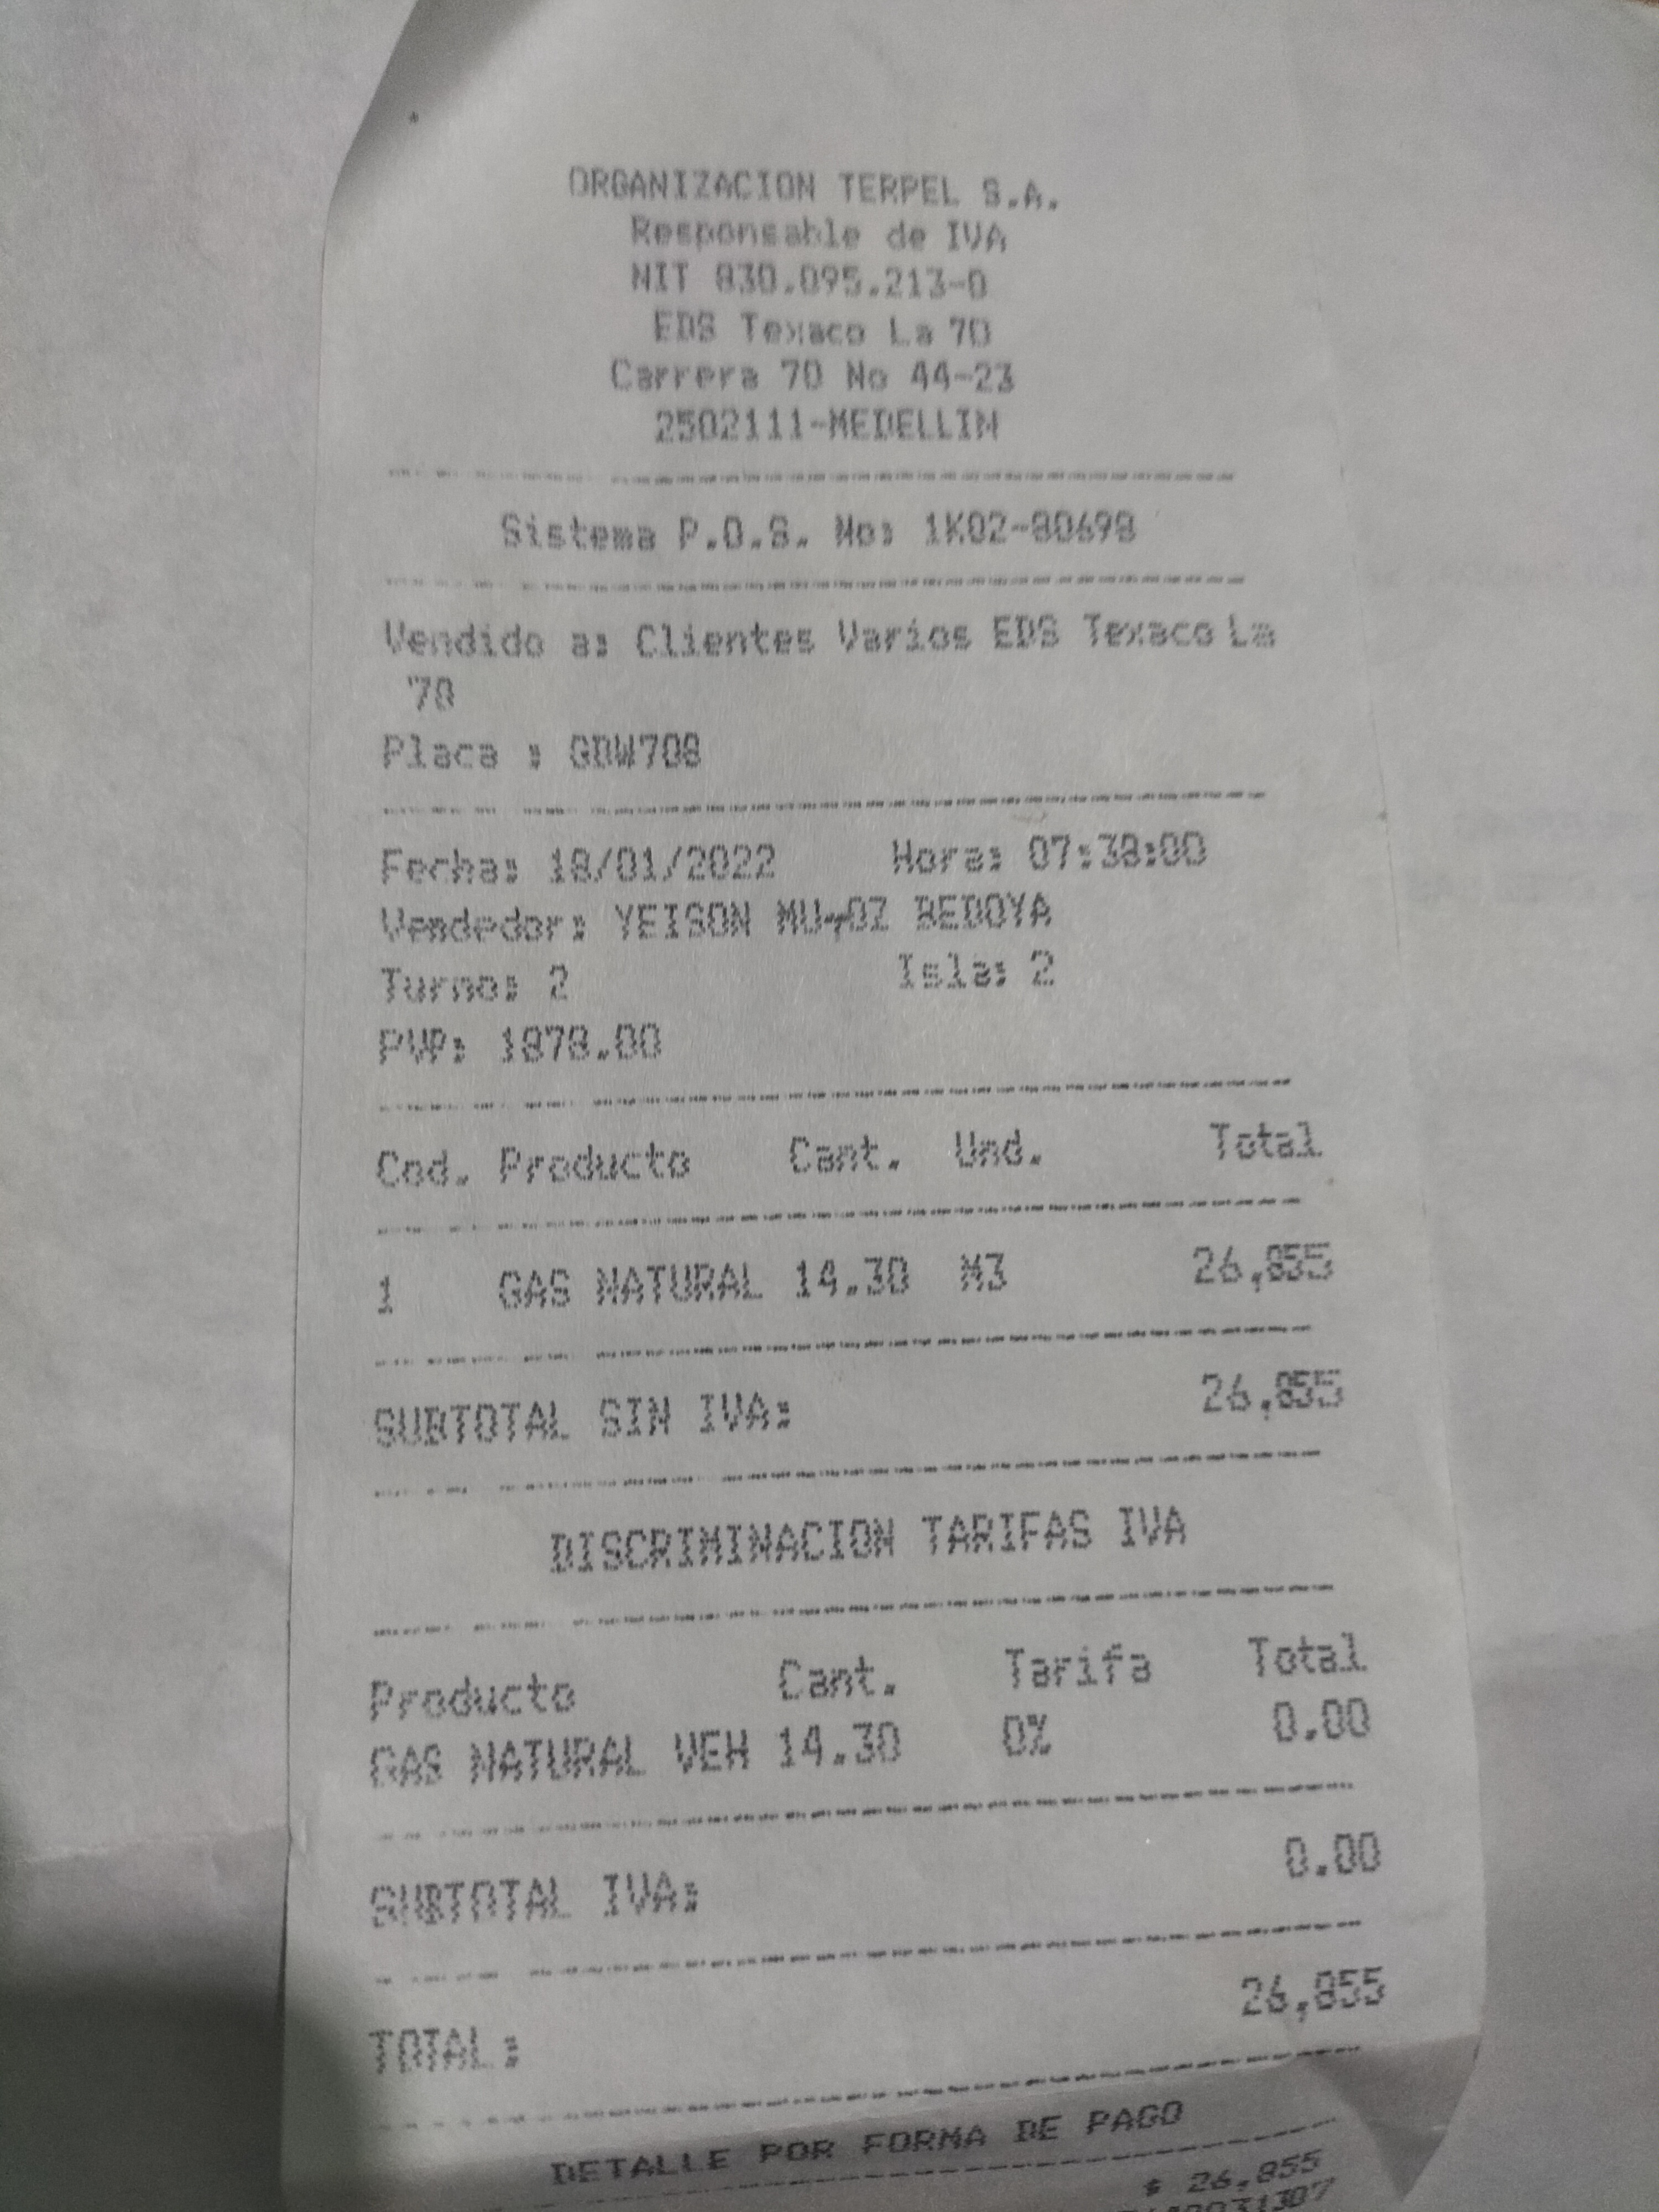 ORGANIZACION TERPEL S.A.
Responsable de IVA
NIT 830.095.213-0
EDS Texaco La 70
Carrera 70 No 44-23
2502111-MEDELLIN
Sistema P.O.S. No: 1K02-80698
Vendido a: Clientes Varios EDS Texaco La
70
Placa : GDW708
Fecha: 18/01/2022 Hora: 07:38:00
Vendedor: YEISON BEDOYA
Turno: 2 Isla: 2
PVP: 1878.00
Cod. Producto Cant. Und. Total
1 GAS NATURAL 14.30 M3 26,855
SUBTOTAL SIN IVA: 26,855
DISCRIMINACION TARIFAS IVA
Producto Cant. Tarifa Total
GAS NATURAL VEH 14.30 0% 0.00
SUBTOTAL IVA: 0.00
TOTAL: 26,855
DETALLE POR FORMA DE PAGO
$ 26,855